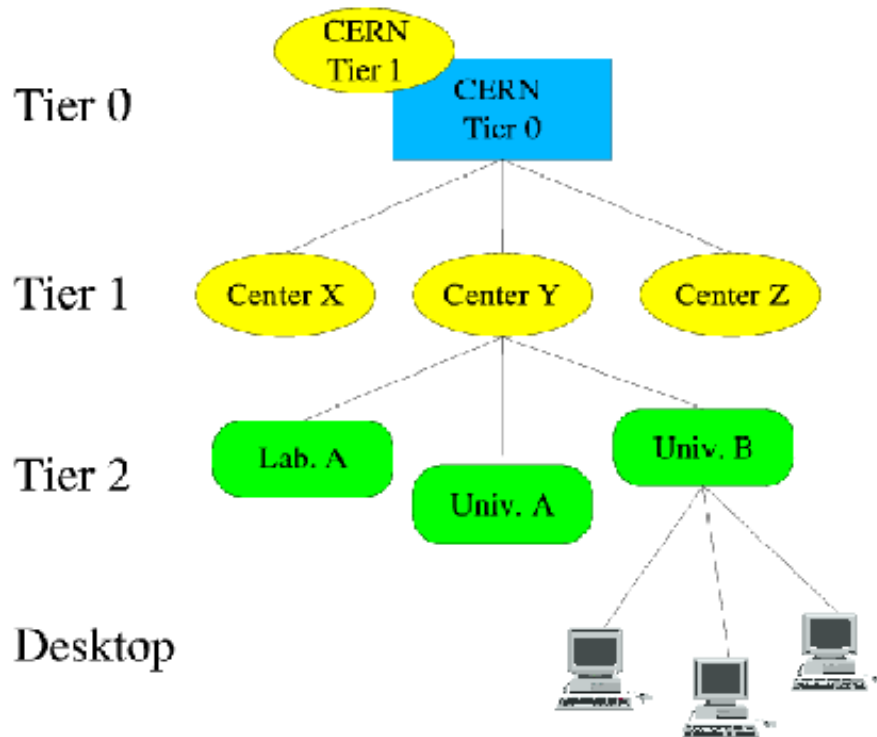 CERN
Tier 1
Tier 0
CERN
Tier 0
Tier 1
Center X
Center Y
Center Z
Tier 2
Lab. A
Univ. A
Univ. B
Desktop